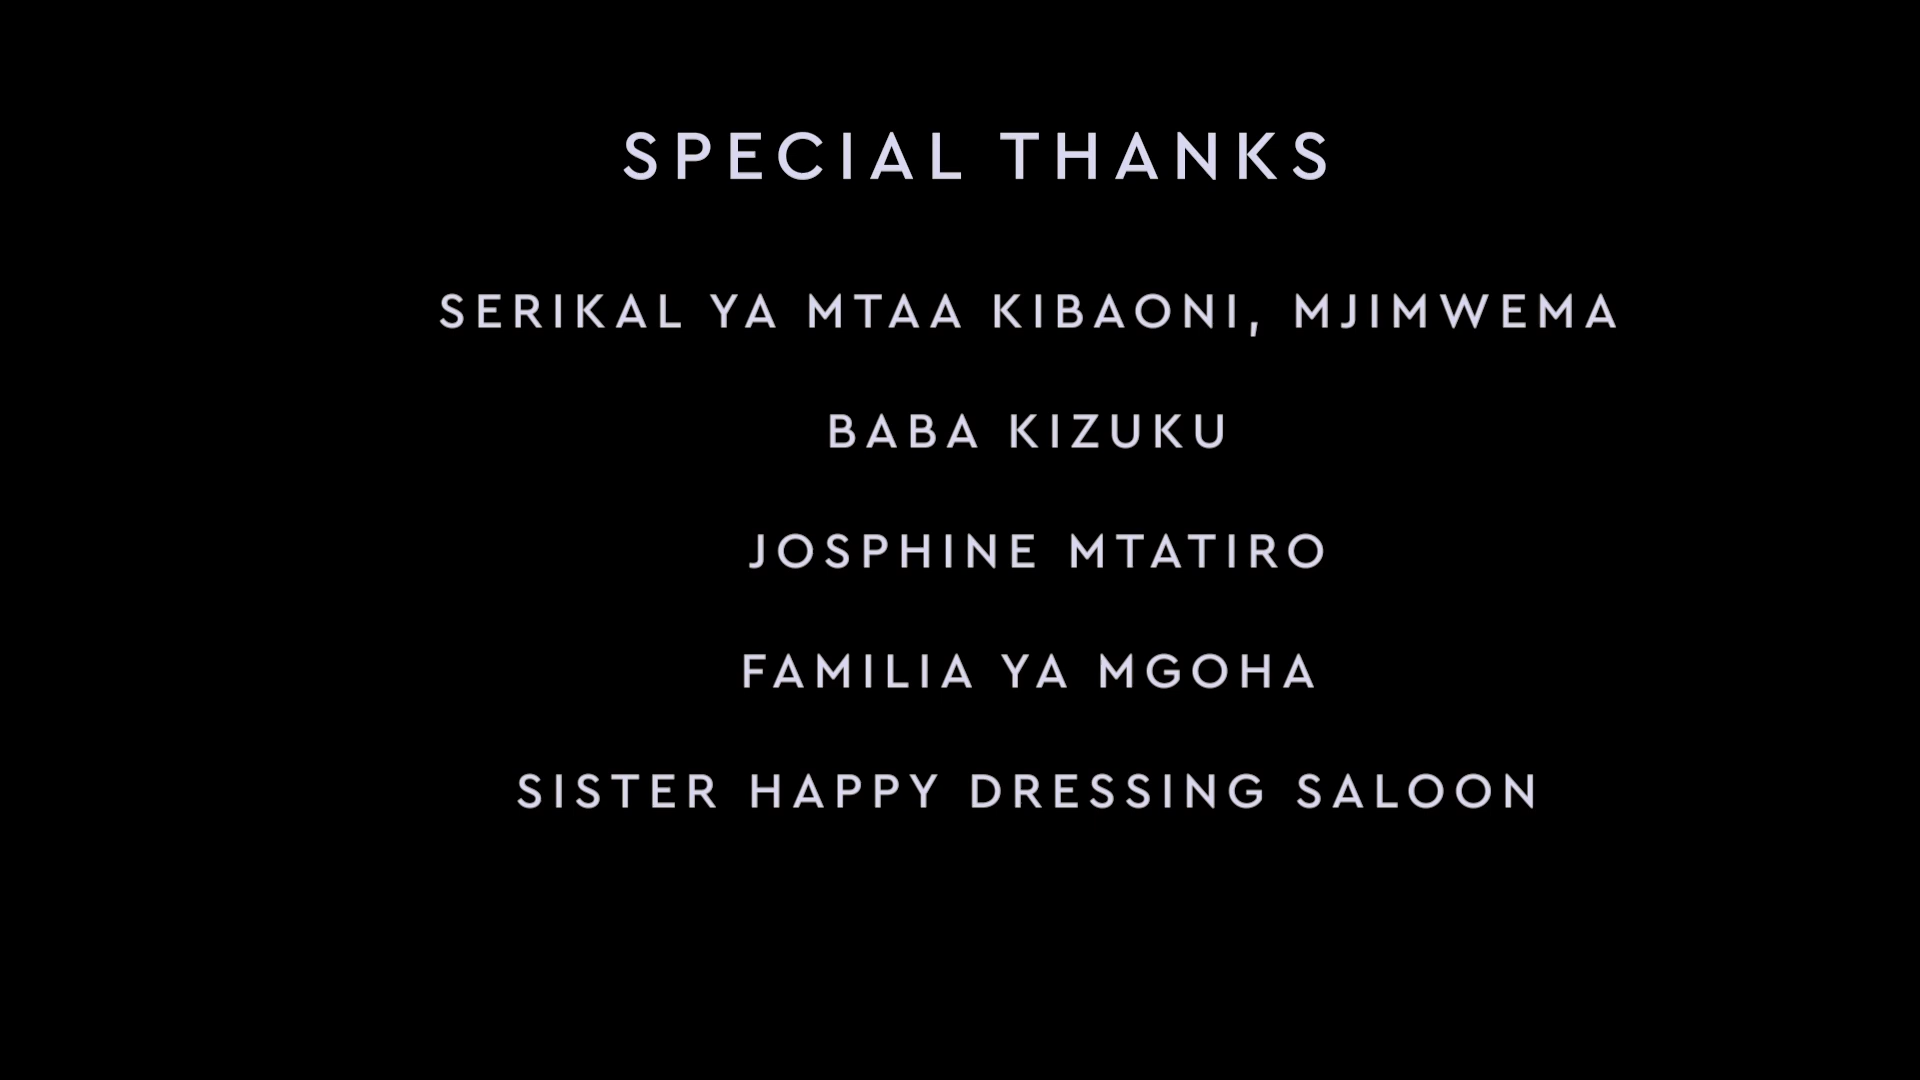 SPECIAL THANKS
SERIKAL YA MTAA KIBAONI, MJIMWEMA
BABA KIZUKU
JOSPHINE MTATIRO
FAMILIA YA MGOHA
SISTER HAPPY DRESSING SALOON